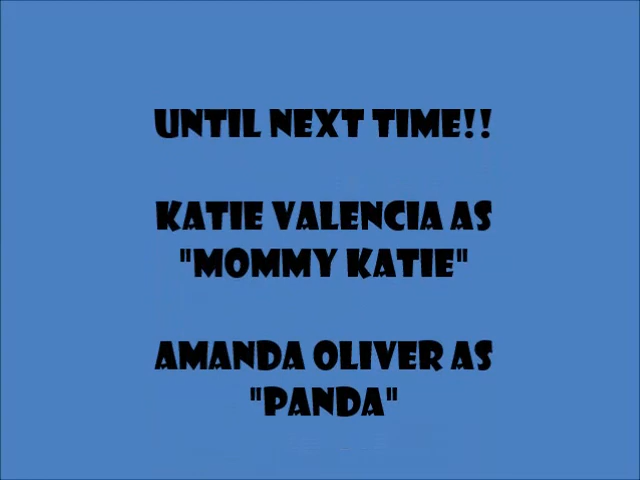 UNTIL NEXT TIME!!
KATIE VALENCIA AS
"MOMMY KATIE"
AMANDA OLIVER AS
"PANDA"